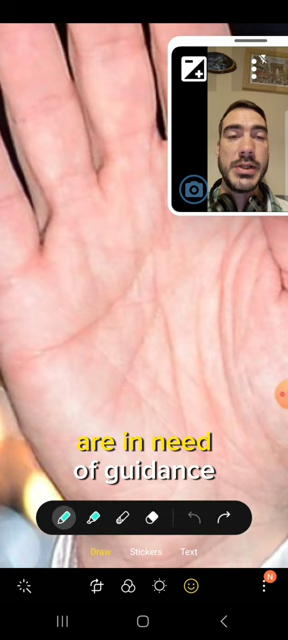 are in need
of guidance
Draw
Stickers
Text
N